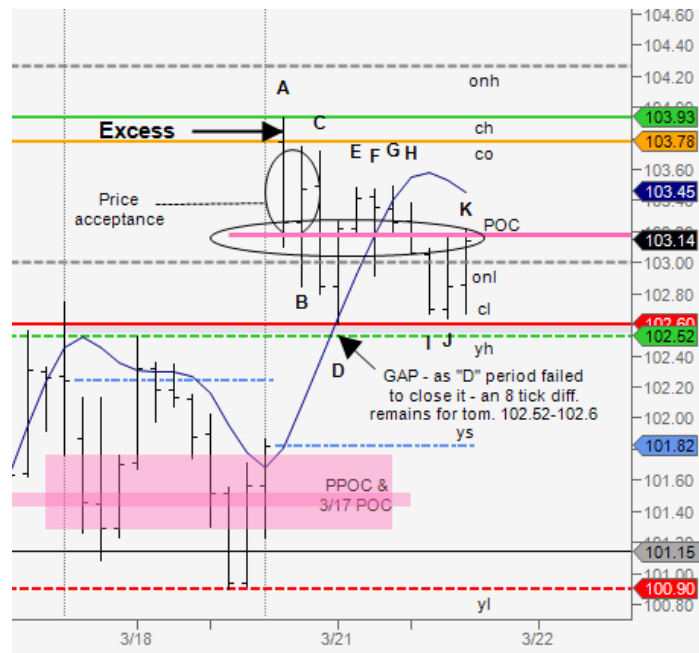 104.60
104.40
104.20
onh
A
103.93
Excess
C
ch
103.78
co
E
F
G
H
103.60
Price
acceptance
103.45
K
POC
103.14
103.00
onl
102.80
B
cl
102.60
102.52
yh
I
J
102.40
D
GAP - as "D" period failed
to close it - an 8 tick diff.
remains for tom. 102.52-102.6
102.20
102.00
ys
101.82
101.60
PPOC &
3/17 POC
101.40
101.15
101.00
100.90
yl
100.80
3/18
3/21
3/22